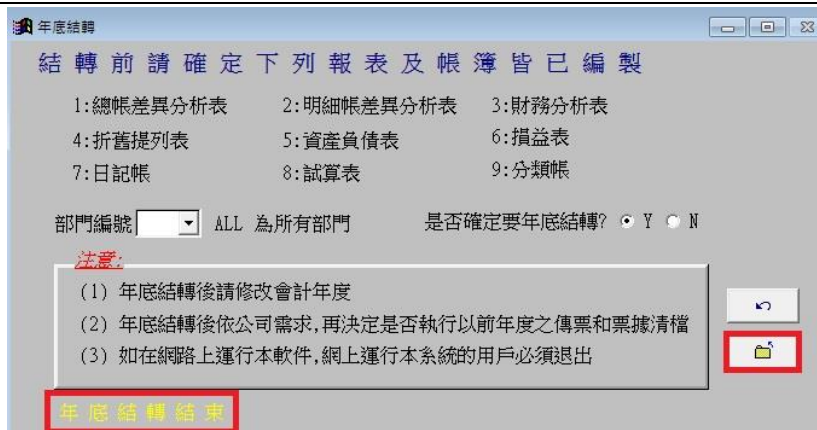 年底結轉
結轉前請確定下列報表及帳簿皆已編製
1:總帳差異分析表 2:明細帳差異分析表 3:財務分析表
4:折舊提列表 5:資產負債表 6:損益表
7:日記帳 8:試算表 9:分類帳
部門編號 ALL 為所有部門 是否確定要年底結轉? Y N
注意:
(1) 年底結轉後請修改會計年度
(2) 年底結轉後依公司需求,再決定是否執行以前年度之傳票和票據清檔
(3) 如在網路上運行本軟件,網上運行本系統的用戶必須退出
年底結轉結束